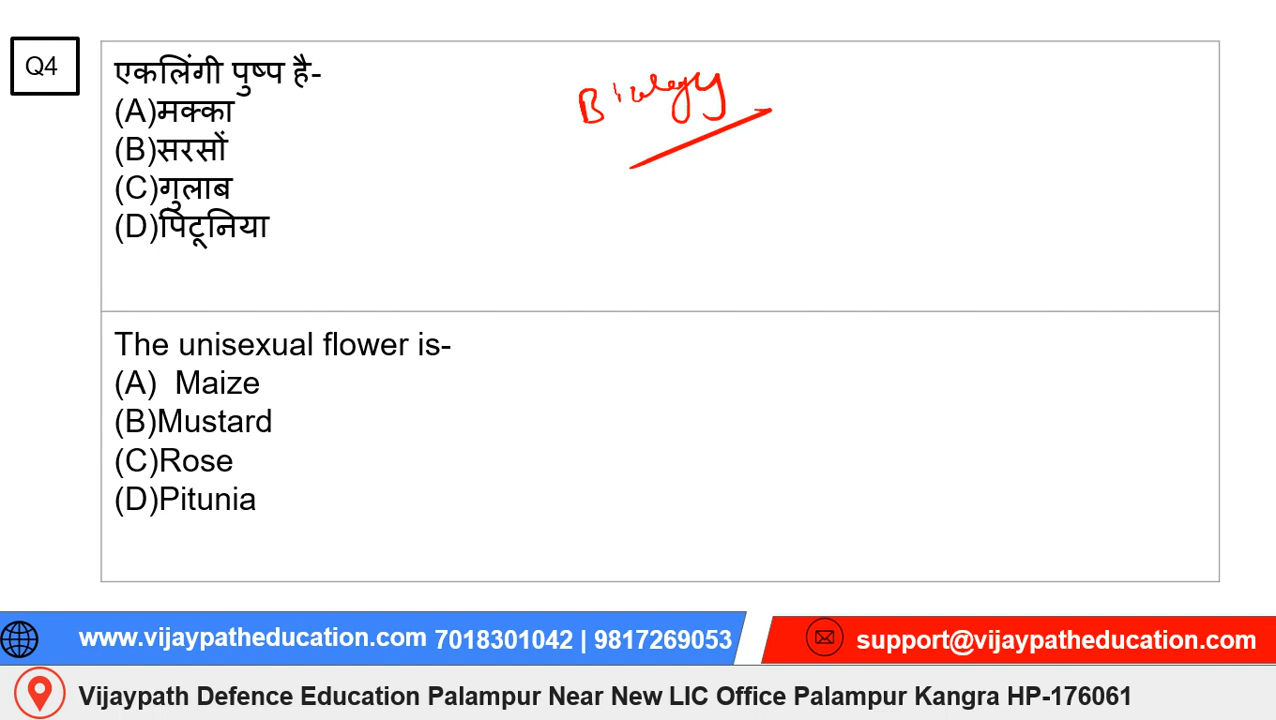 Q4
एकलिंगी पुष्प है-
(A)मक्का
(B)सरसों
(C)गुलाब
(D)पिटूनिया
Biology
The unisexual flower is-
(A) Maize
(B)Mustard
(C)Rose
(D)Pitunia
www.vijaypatheducation.com 7018301042 | 9817269053
support@vijaypatheducation.com
Vijaypath Defence Education Palampur Near New LIC Office Palampur Kangra HP-176061